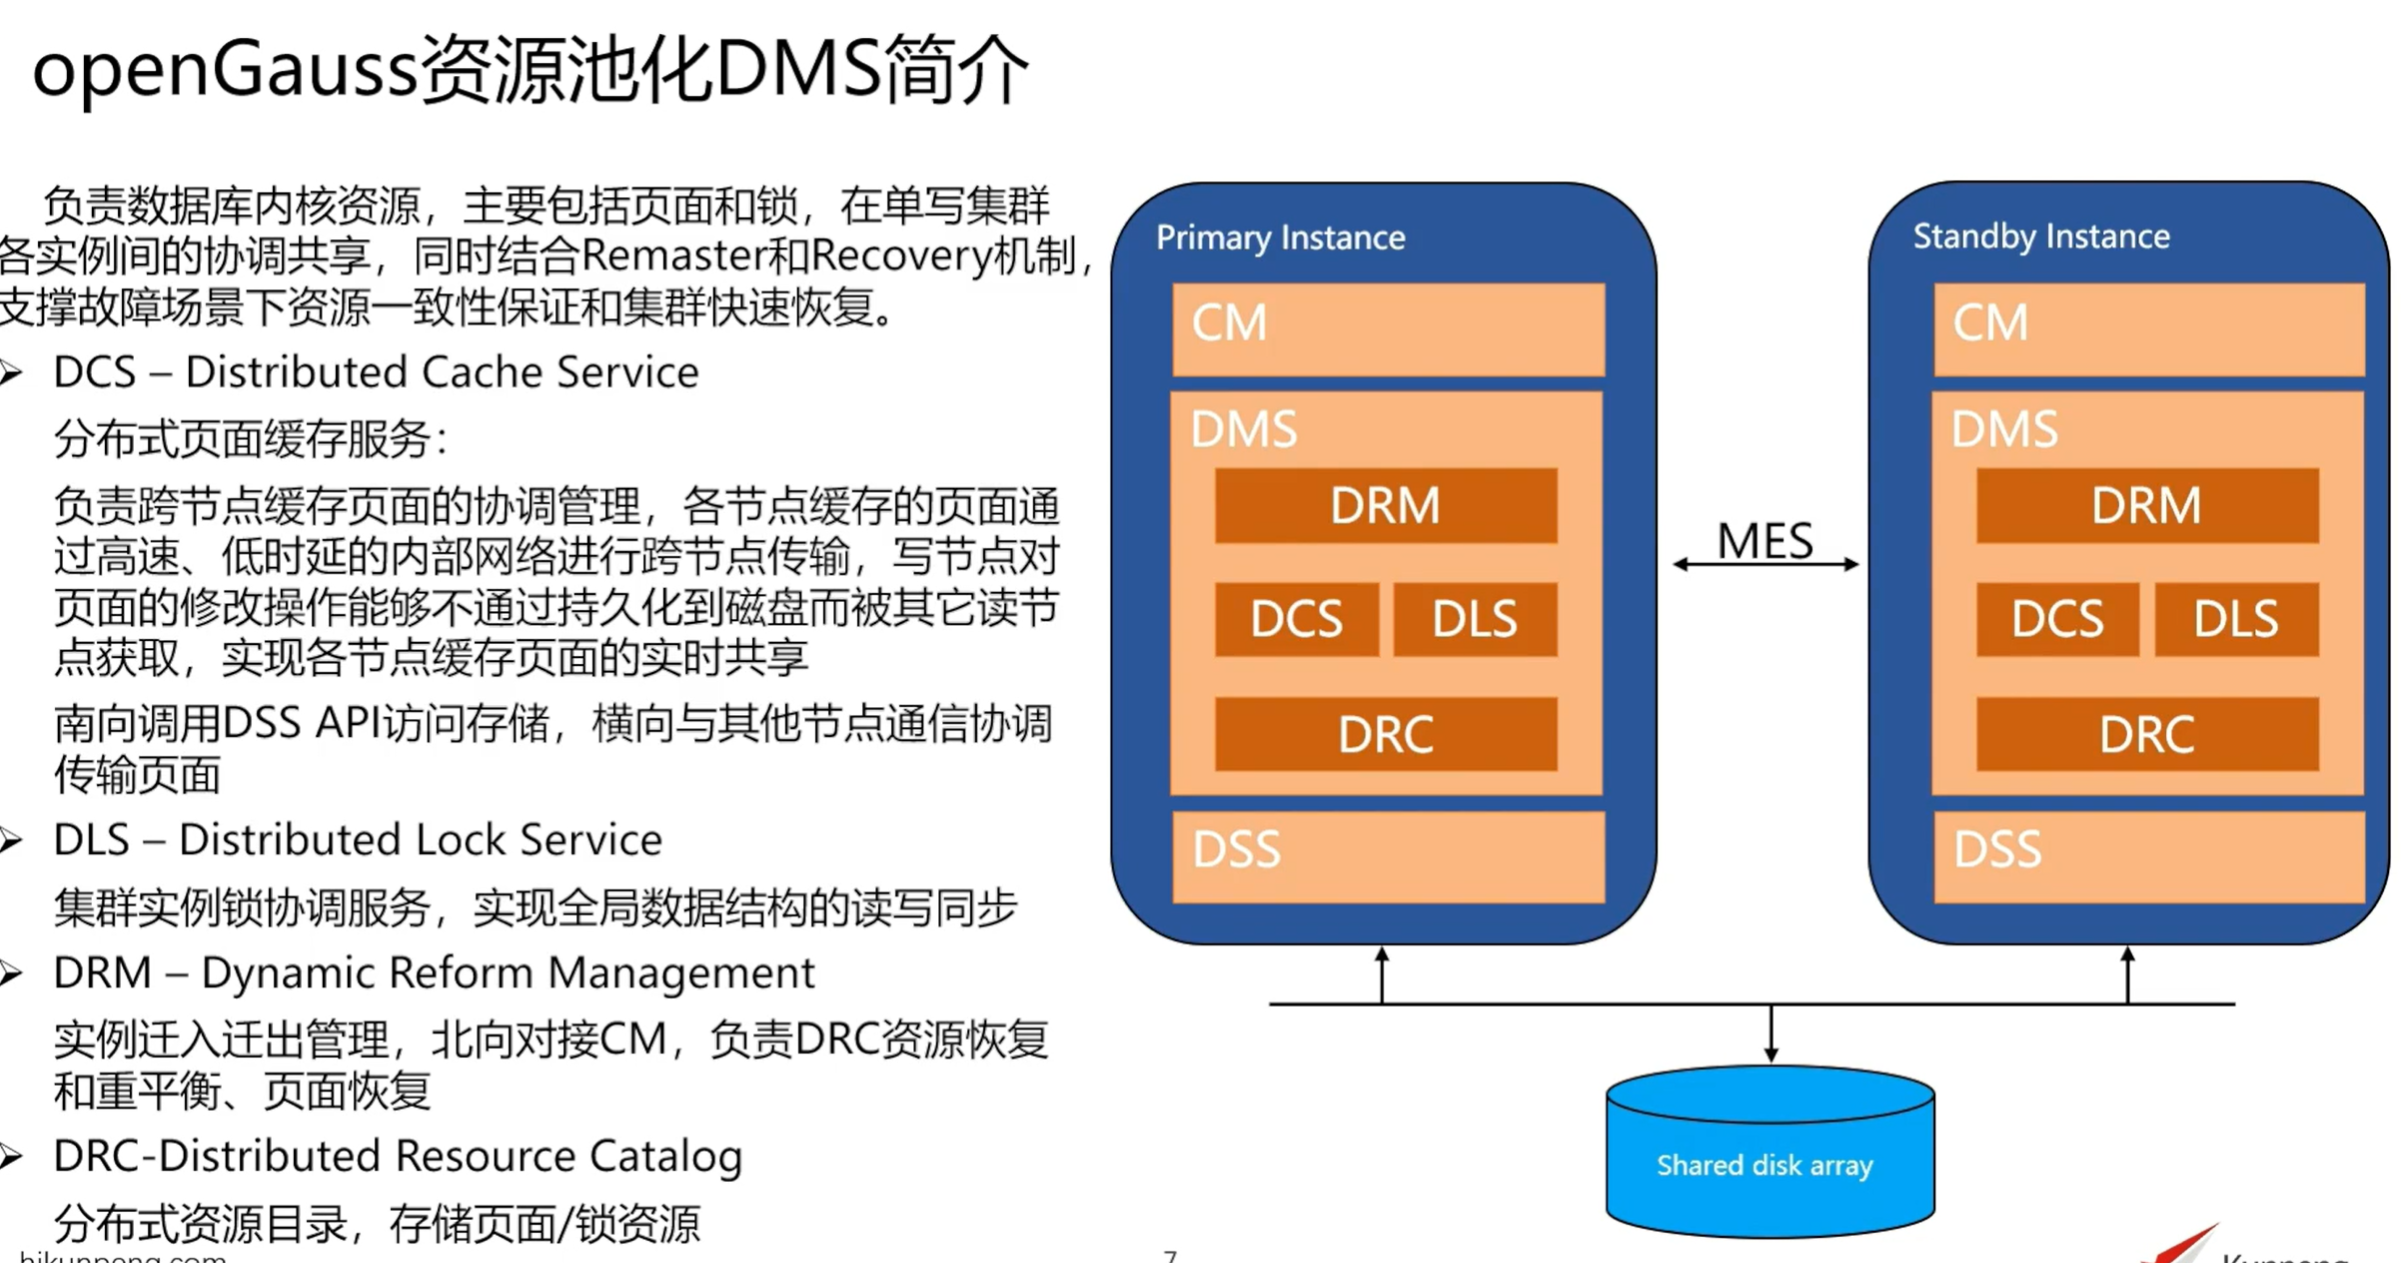 openGauss资源池化DMS简介
负责数据库内核资源，主要包括页面和锁，在单写集群
各实例间的协调共享，同时结合Remaster和Recovery机制，
支撑故障场景下资源一致性保证和集群快速恢复。
➢ DCS – Distributed Cache Service
分布式页面缓存服务：
负责跨节点缓存页面的协调管理，各节点缓存的页面通
过高速、低时延的内部网络进行跨节点传输，写节点对
页面的修改操作能够不通过持久化到磁盘而被其它读节
点获取，实现各节点缓存页面的实时共享
南向调用DSS API访问存储，横向与其他节点通信协调
传输页面
➢ DLS – Distributed Lock Service
集群实例锁协调服务，实现全局数据结构的读写同步
➢ DRM – Dynamic Reform Management
实例迁入迁出管理，北向对接CM，负责DRC资源恢复
和重平衡、页面恢复
➢ DRC-Distributed Resource Catalog
分布式资源目录，存储页面/锁资源
Primary Instance
CM
DMS
DRM
DCS DLS
DRC
DSS
MES
Standby Instance
CM
DMS
DRM
DCS DLS
DRC
DSS
Shared disk array
hikunpeng.com
7
Kunpeng